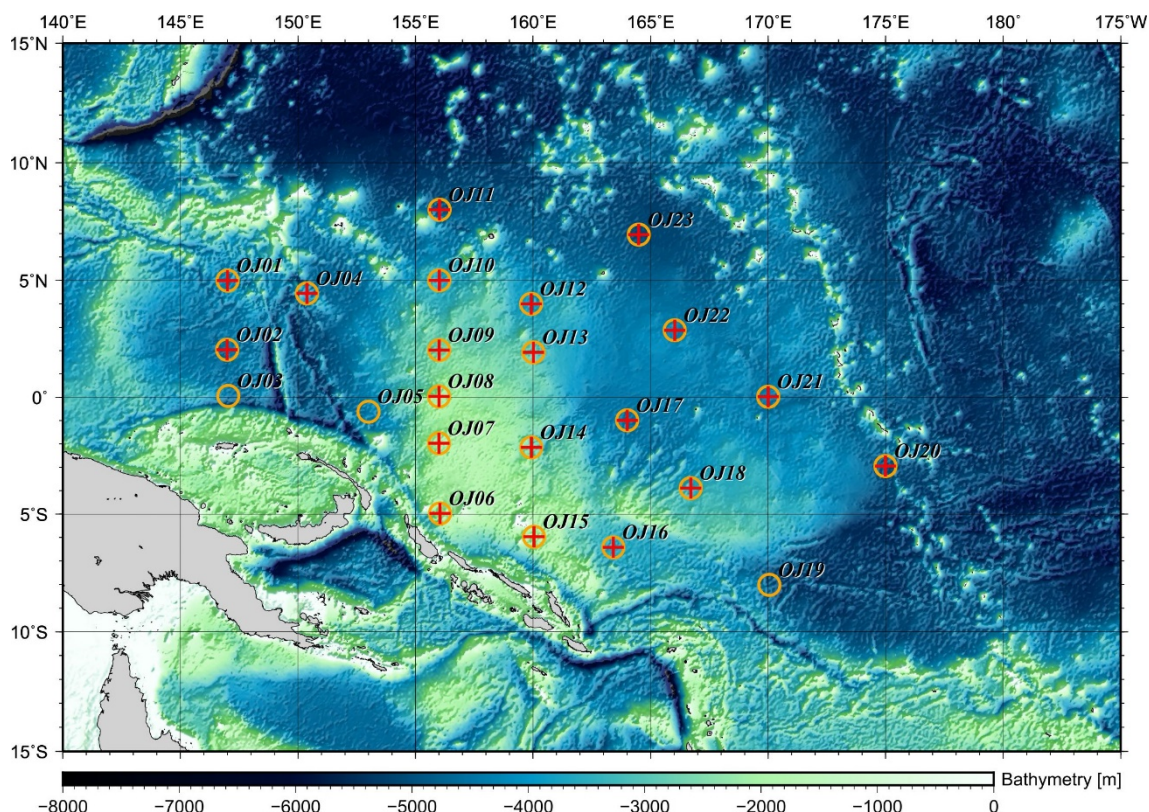 140°E 145°E 150°E 155°E 160°E 165°E 170°E 175°E 180° 175°W
15°N
10°N
OJ11
OJ23
5°N
OJ01
OJ04
OJ10
OJ12
OJ22
OJ02
OJ09
OJ13
0°
OJ03
OJ05
OJ08
OJ21
OJ17
OJ07
OJ14
OJ20
OJ18
5°S
OJ06
OJ15
OJ16
OJ19
10°S
15°S
Bathymetry [m]
−8000 −7000 −6000 −5000 −4000 −3000 −2000 −1000 0